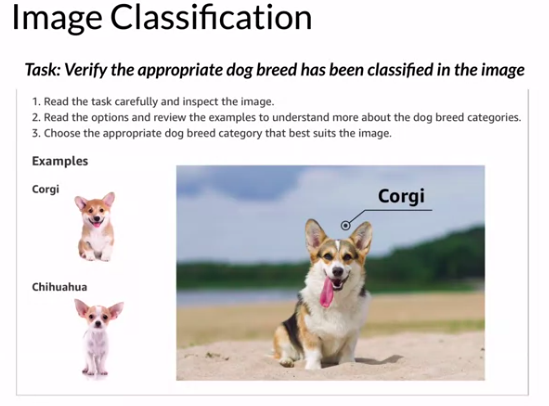 Image Classification
Task: Verify the appropriate dog breed has been classified in the image
1. Read the task carefully and inspect the image.
2. Read the options and review the examples to understand more about the dog breed categories.
3. Choose the appropriate dog breed category that best suits the image.
Examples
Corgi
Corgi
Chihuahua